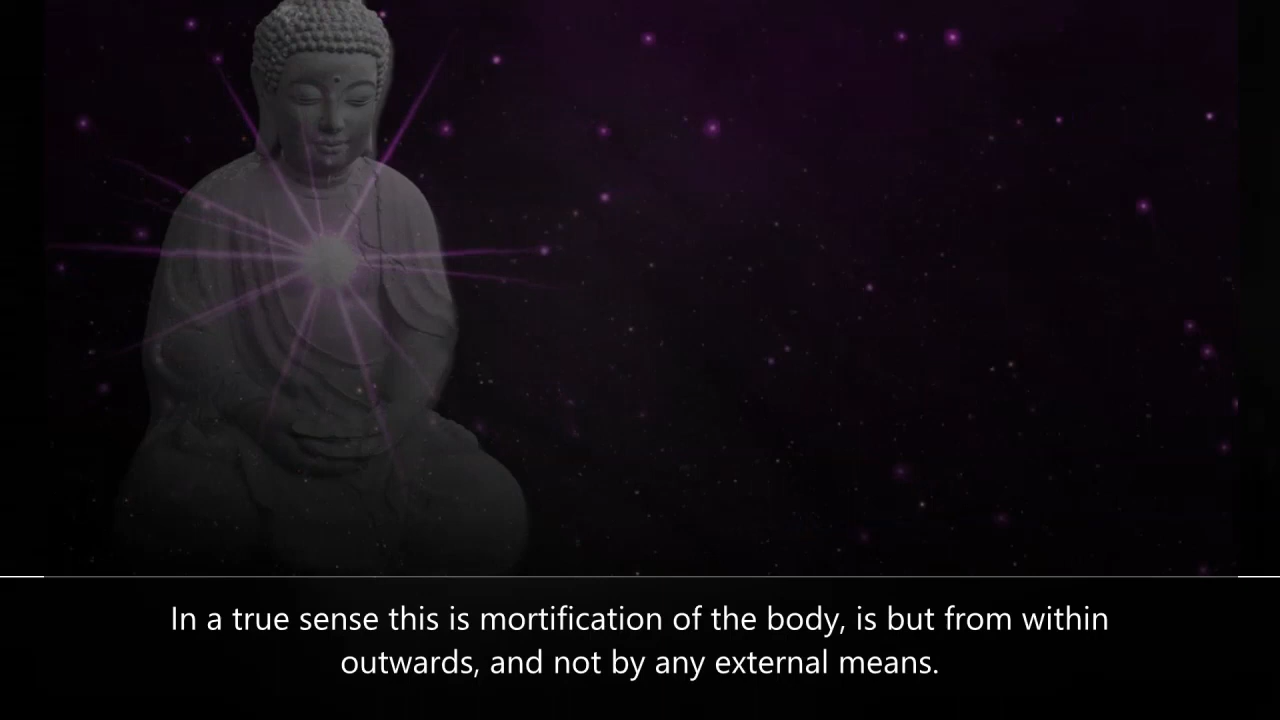 In a true sense this is mortification of the body, is but from within
outwards, and not by any external means.